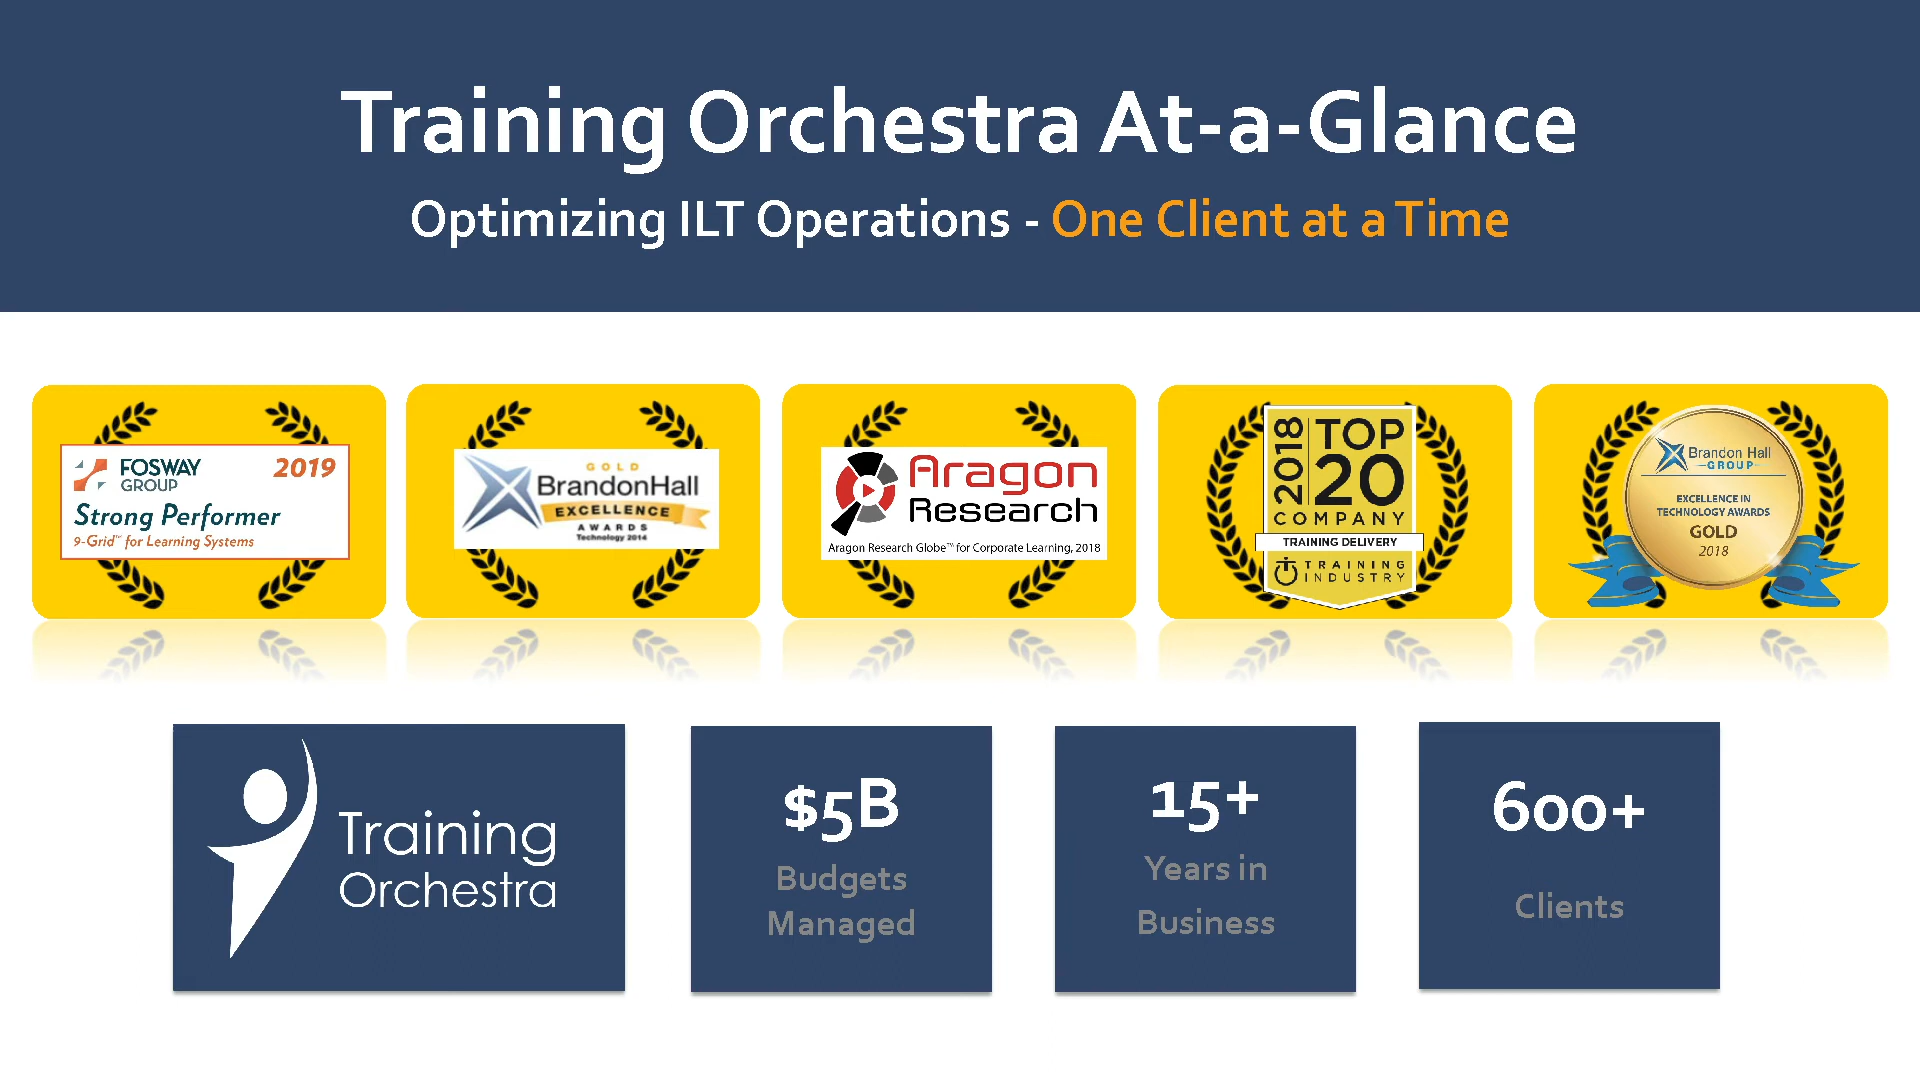 Training Orchestra At-a-Glance
Optimizing ILT Operations - One Client at a Time
FOSWAY
GROUP
2019
Strong Performer
9-Grid™ for Learning Systems
GOLD
BrandonHall
EXCELLENCE
AWARDS
Technology 2014
Aragon
Research
Aragon Research Globe™ for Corporate Learning, 2018
2018
TOP
20
COMPANY
TRAINING DELIVERY
TRAINING
INDUSTRY
Brandon Hall
GROUP
EXCELLENCE IN
TECHNOLOGY AWARDS
GOLD
2018
Training
Orchestra
$5B
Budgets
Managed
15+
Years in
Business
600+
Clients